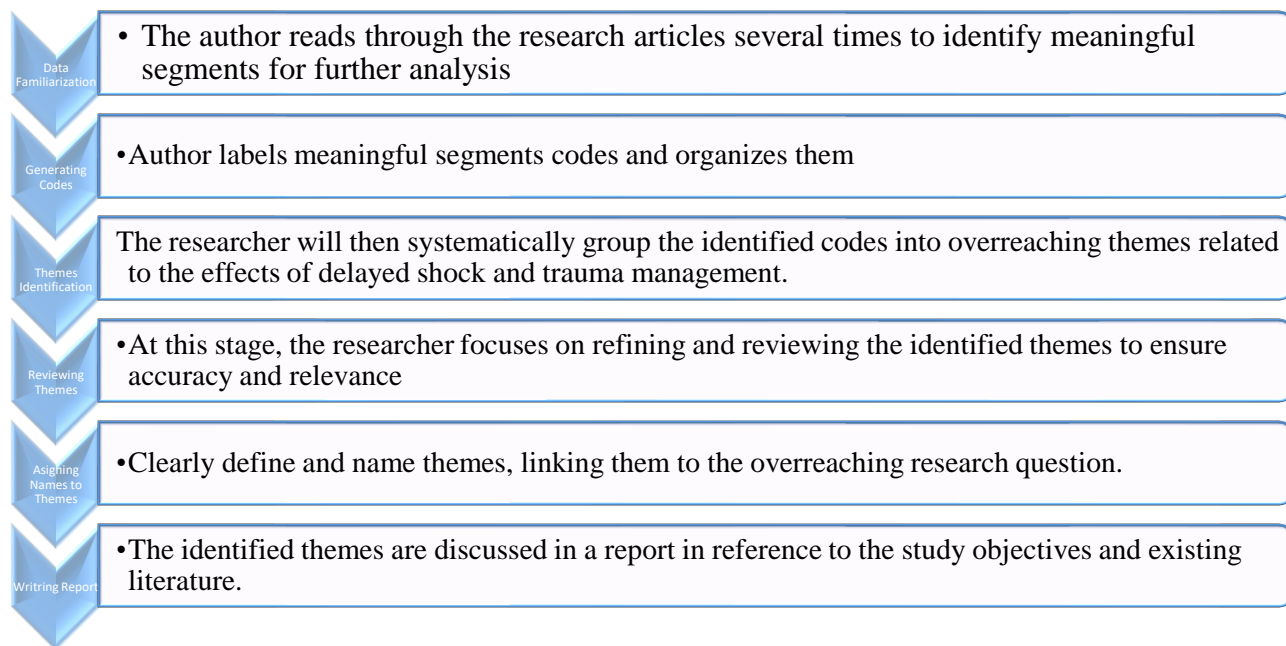 Data
Familiarization
• The author reads through the research articles several times to identify meaningful
segments for further analysis
Generating
Codes
•Author labels meaningful segments codes and organizes them
Themes
Identification
The researcher will then systematically group the identified codes into overreaching themes related
to the effects of delayed shock and trauma management.
Reviewing
Themes
•At this stage, the researcher focuses on refining and reviewing the identified themes to ensure
accuracy and relevance
Asighing
Names to
Themes
•Clearly define and name themes, linking them to the overreaching research question.
Writring Report
•The identified themes are discussed in a report in reference to the study objectives and existing
literature.